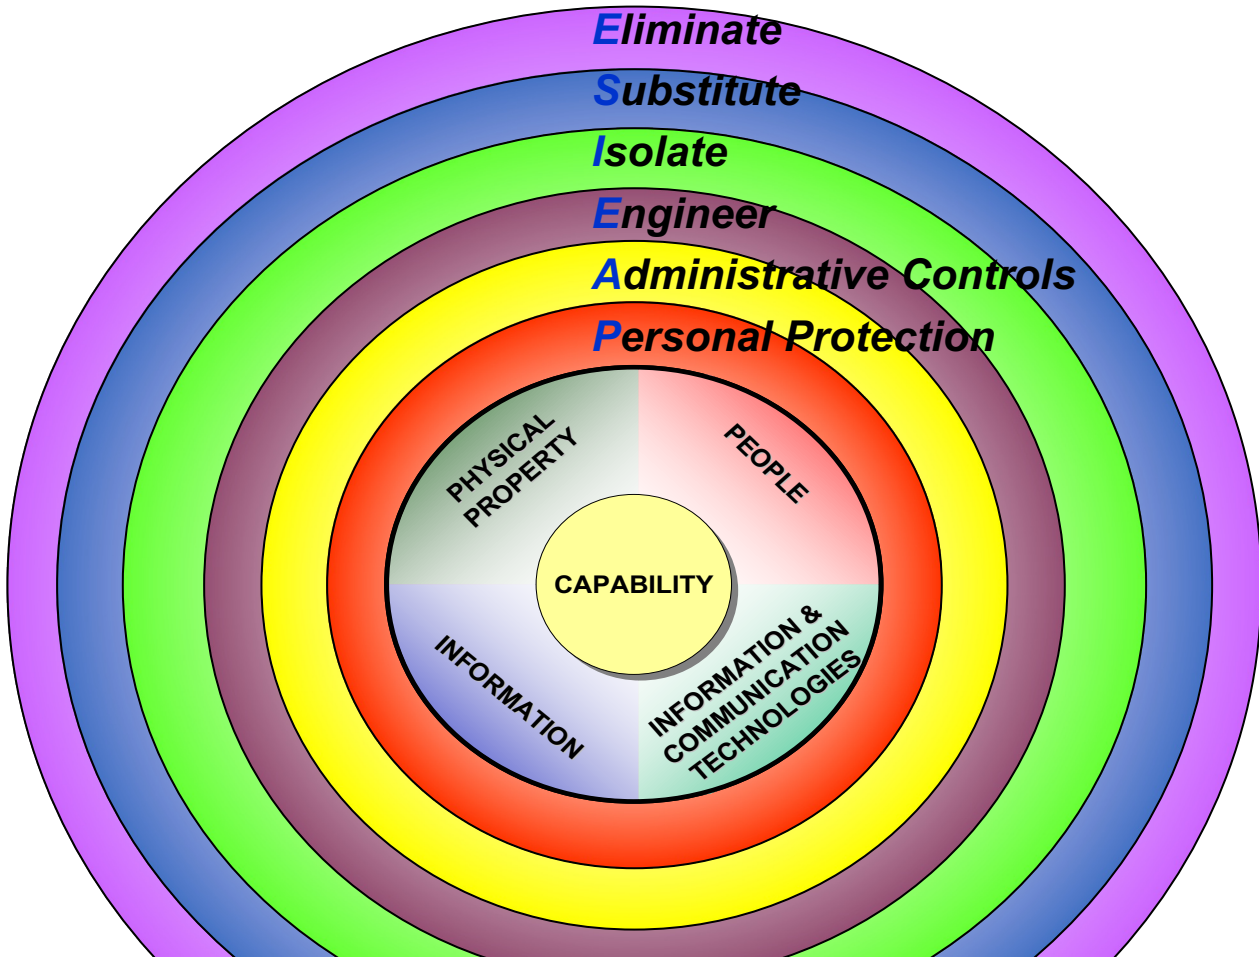 Eliminate
Substitute
Isolate
Engineer
Administrative Controls
Personal Protection
PHYSICAL
PROPERTY
PEOPLE
CAPABILITY
INFORMATION
INFORMATION &
COMMUNICATION
TECHNOLOGIES